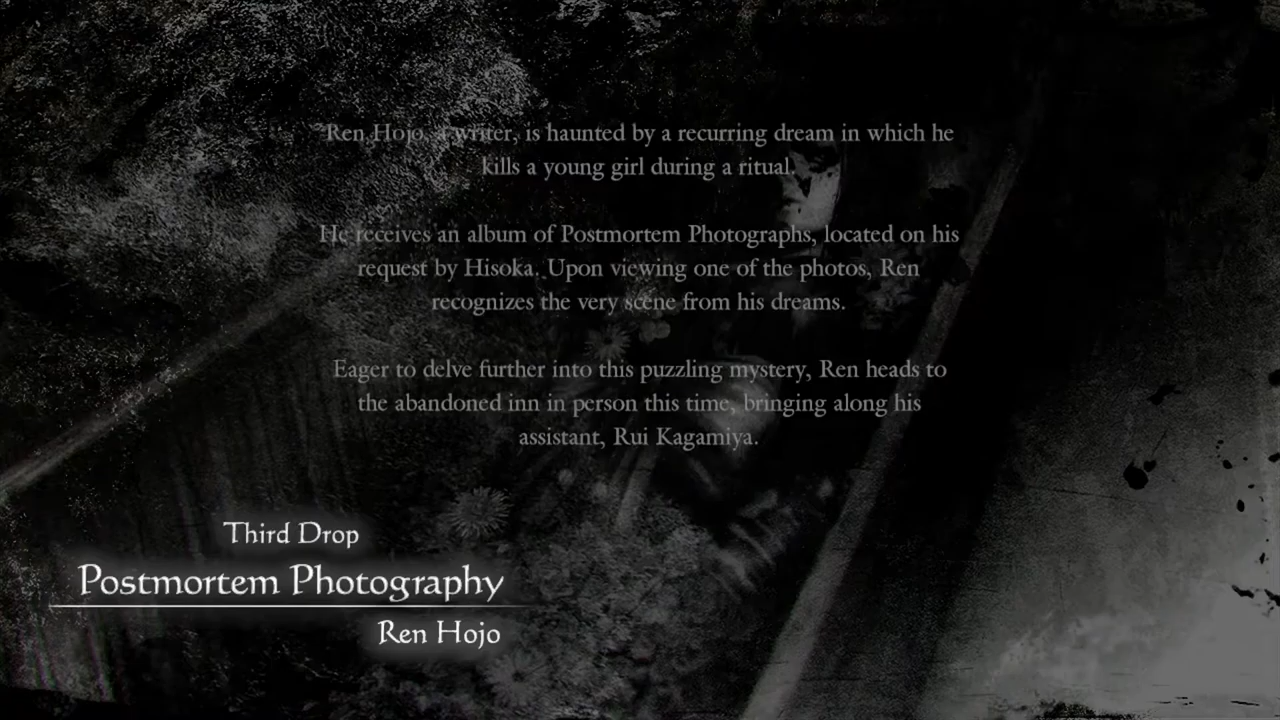 Ren Hojo, a writer, is haunted by a recurring dream in which he
kills a young girl during a ritual.
He receives an album of Postmortem Photographs, located on his
request by Hisoka. Upon viewing one of the photos, Ren
recognizes the very scene from his dreams.
Eager to delve further into this puzzling mystery, Ren heads to
the abandoned inn in person this time, bringing along his
assistant, Rui Kagamiya.
Third Drop
Postmortem Photography
Ren Hojo